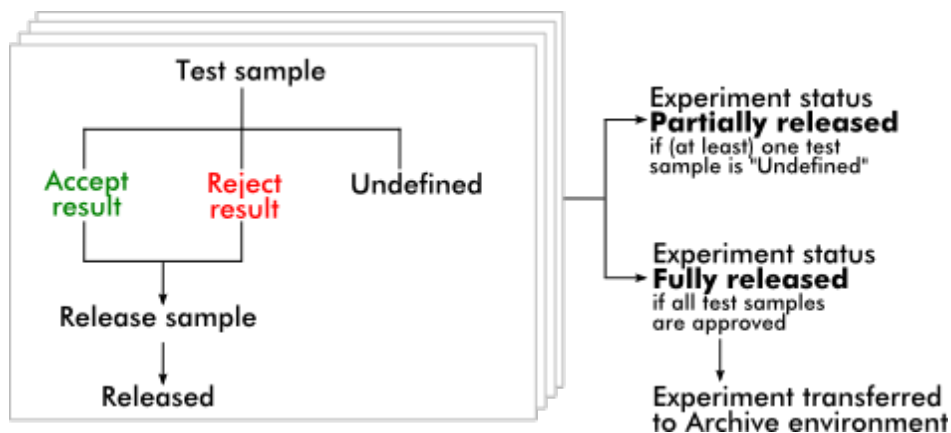 Test sample
Accept
result
Reject
result
Undefined
Release sample
Released
Experiment status
Partially released
if (at least) one test
sample is "Undefined"
Experiment status
Fully released
if all test samples
are approved
Experiment transferred
to Archive environment